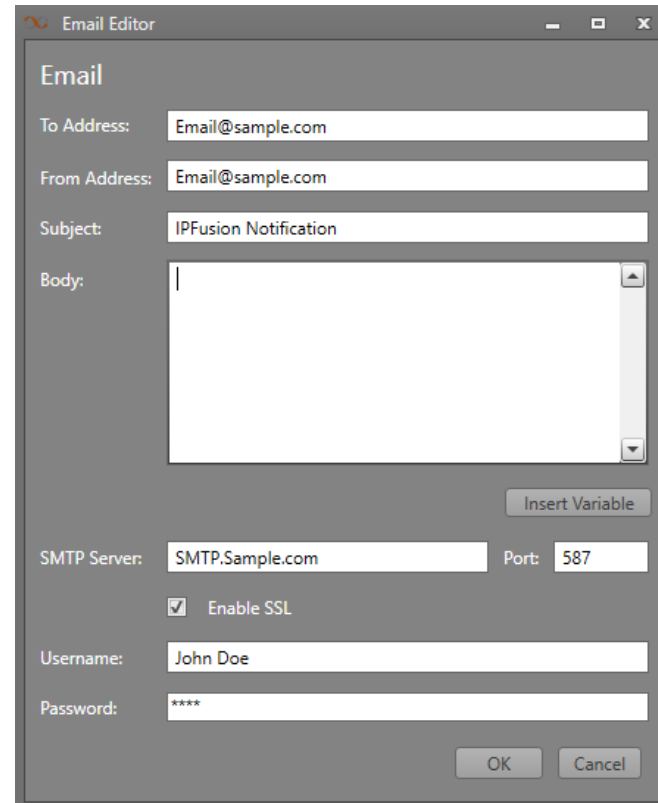 Email Editor
Email
To Address: Email@sample.com
From Address: Email@sample.com
Subject: IPFusion Notification
Body:
Insert Variable
SMTP Server: SMTP.Sample.com Port: 587
Enable SSL
Username: John Doe
Password: ****
OK Cancel